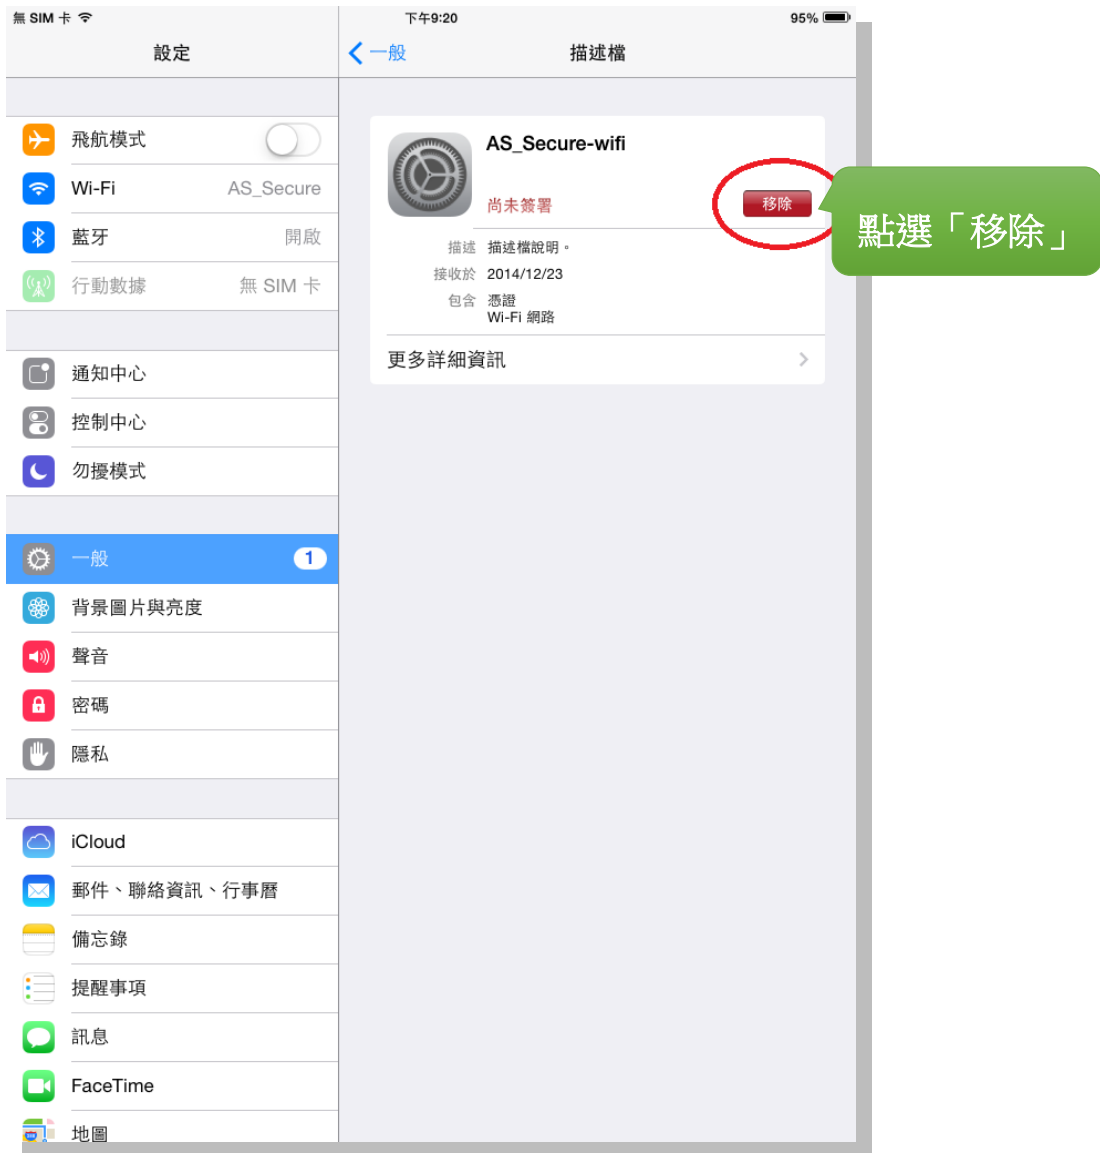 無 SIM 卡
下午9:20
95%
設定
一般
描述檔
飛航模式
Wi-Fi
AS_Secure
藍牙
開啟
行動數據
無 SIM 卡
通知中心
控制中心
勿擾模式
一般
1
背景圖片與亮度
聲音
密碼
隱私
iCloud
郵件、聯絡資訊、行事曆
備忘錄
提醒事項
訊息
FaceTime
地圖
AS_Secure-wifi
尚未簽署
移除
點選「移除」
描述 描述檔說明。
接收於 2014/12/23
包含 憑證
Wi-Fi 網路
更多詳細資訊